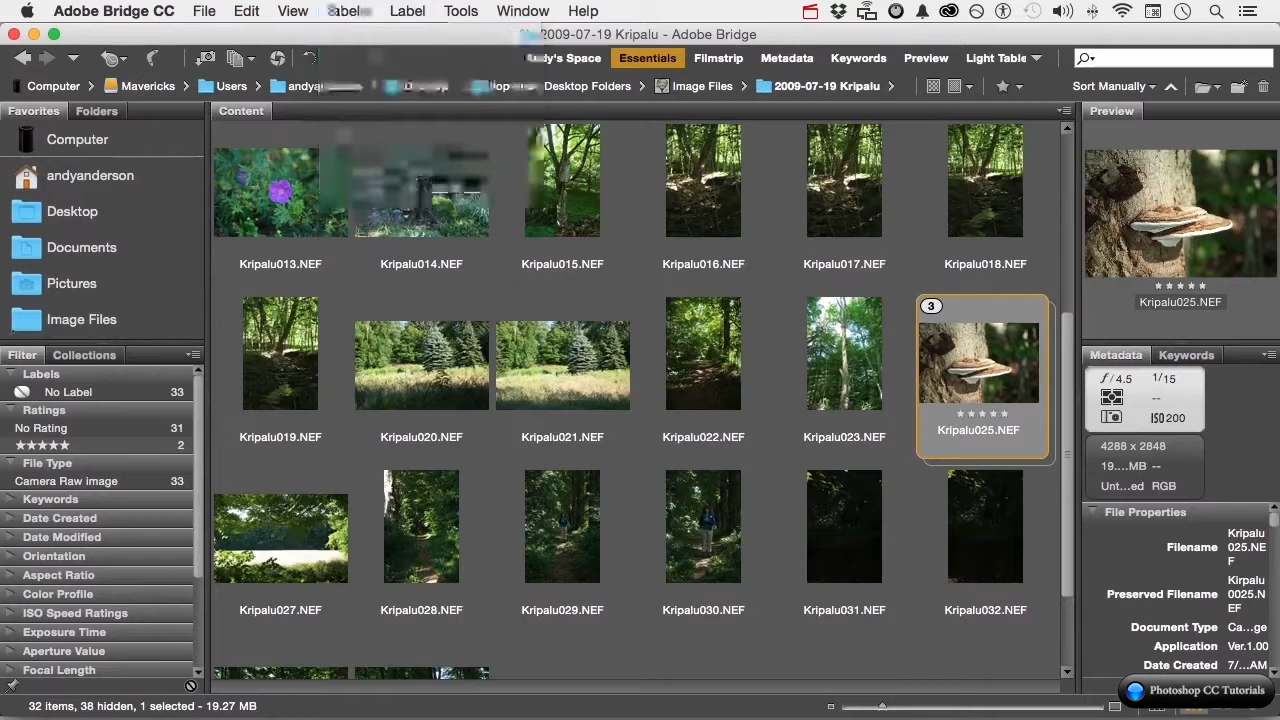 Adobe Bridge CC File Edit View Label Tools Window Help
2009-07-19 Kripalu - Adobe Bridge
Essentials Filmstrip Metadata Keywords Preview Light Table
Computer Mavericks Users Desktop Folders Image Files 2009-07-19 Kripalu Sort Manually
Favorites Folders Content Preview
Computer
andyanderson
Desktop
Documents
Pictures
Image Files
Kripalu013.NEF Kripalu014.NEF Kripalu015.NEF Kripalu016.NEF Kripalu017.NEF Kripalu018.NEF
3
Kripalu019.NEF Kripalu020.NEF Kripalu021.NEF Kripalu022.NEF Kripalu023.NEF Kripalu025.NEF
Kripalu027.NEF Kripalu028.NEF Kripalu029.NEF Kripalu030.NEF Kripalu031.NEF Kripalu032.NEF
Filter Collections
Labels
No Label 33
Ratings
No Rating 31
★★★★★ 2
File Type
Camera Raw image 33
Keywords
Date Created
Date Modified
Orientation
Aspect Ratio
Color Profile
ISO Speed Ratings
Exposure Time
Aperture Value
Focal Length
Kripalu025.NEF
Metadata Keywords
f/4.5 1/15
--
ISO200
4288 x 2848
19....MB --
Unt...ed RGB
File Properties
Filename Kripalu025.NEF
Preserved Filename Kripalu0025.NEF
Document Type Ca...ge
Application Ver.1.00
Date Created 7/...AM
32 items, 38 hidden, 1 selected - 19.27 MB
Photoshop CC Tutorials